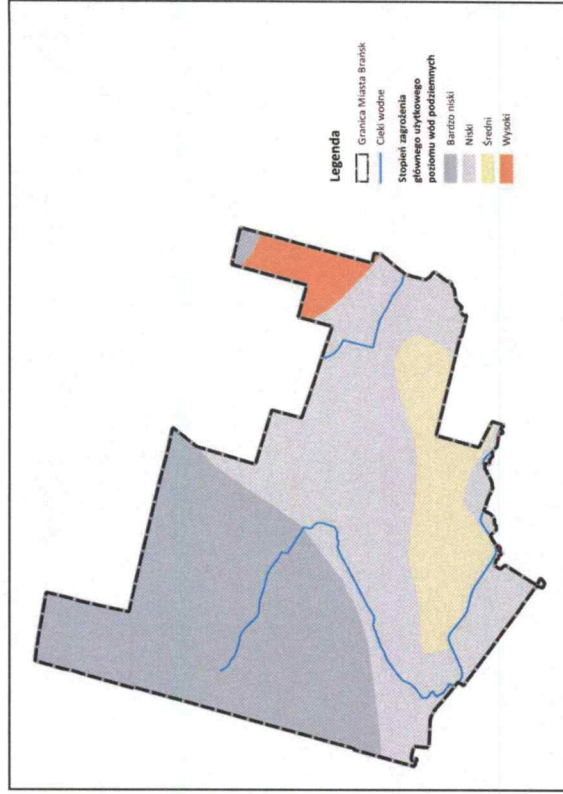 Legenda
Granica Miasta Brańsk
Cieki wodne
Stopień zagrożenia
głównego użytkowego
poziomu wód podziemnych
Bardzo niski
Niski
Średni
Wysoki